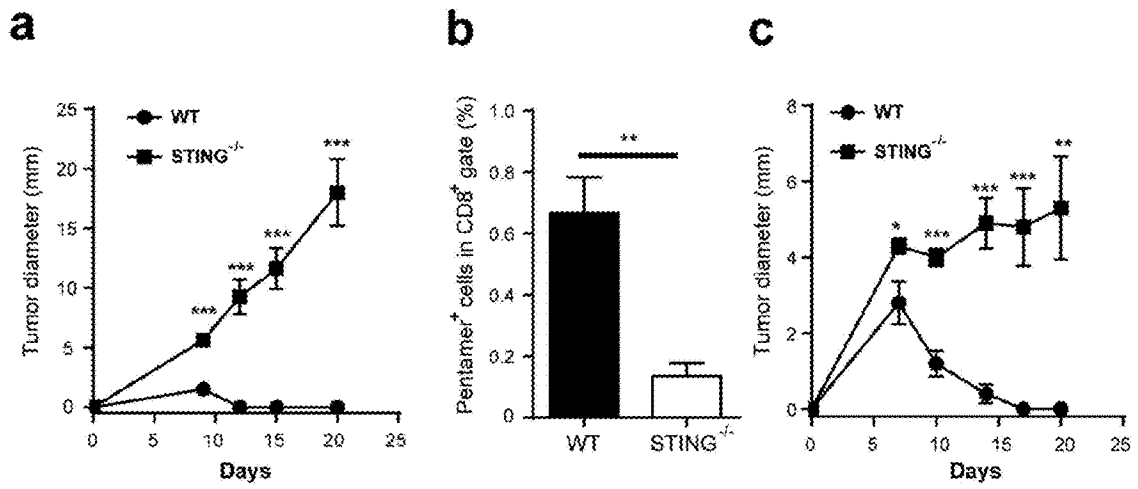 a
25
20
15
10
5
0
Tumor diameter (mm)
WT
STING-/-
***
***
***
***
0 5 10 15 20 25
Days
b
1.0
0.8
0.6
0.4
0.2
0
Pentamer+ cells in CD8+ gate (%)
**
WT STING-/-
c
8
6
4
2
0
Tumor diameter (mm)
WT
STING-/-
*
***
***
***
**
0 5 10 15 20 25
Days